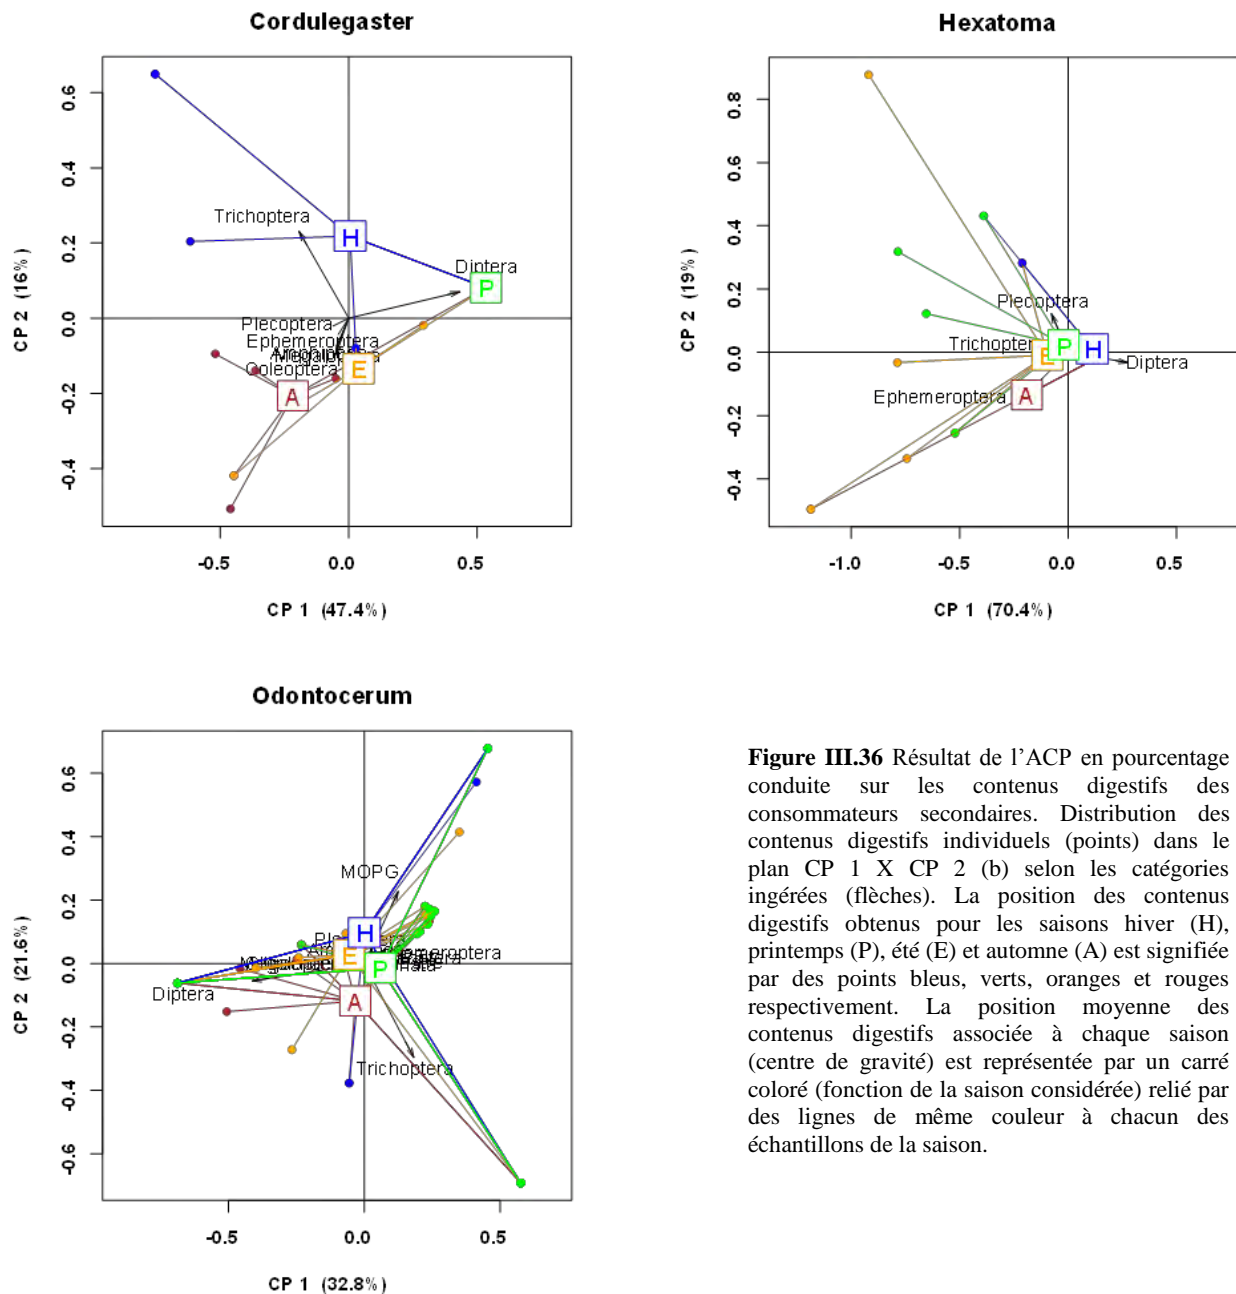 Cordulegaster
CP 2 (16%)
0.6
0.4
0.2
0.0
-0.2
-0.4
Trichoptera
H
Diptera
P
Plecoptera
Ephemeroptera
Coleoptera
E
A
-0.5
0.0
0.5
CP 1 (47.4%)
Hexatoma
CP 2 (19%)
0.8
0.6
0.4
0.2
0.0
-0.2
-0.4
Plecoptera
Trichopter
P
H
E
Diptera
Ephemeroptera
A
-1.0
-0.5
0.0
0.5
CP 1 (70.4%)
Odontocerum
CP 2 (21.6%)
0.6
0.4
0.2
0.0
-0.2
-0.4
-0.6
MOPG
H
E
P
Diptera
A
Trichoptera
-0.5
0.0
0.5
CP 1 (32.8%)
Figure III.36 Résultat de l’ACP en pourcentage
conduite sur les contenus digestifs des
consommateurs secondaires. Distribution des
contenus digestifs individuels (points) dans le
plan CP 1 X CP 2 (b) selon les catégories
ingérées (flèches). La position des contenus
digestifs obtenus pour les saisons hiver (H),
printemps (P), été (E) et automne (A) est signifiée
par des points bleus, verts, oranges et rouges
respectivement. La position moyenne des
contenus digestifs associée à chaque saison
(centre de gravité) est représentée par un carré
coloré (fonction de la saison considérée) relié par
des lignes de même couleur à chacun des
échantillons de la saison.